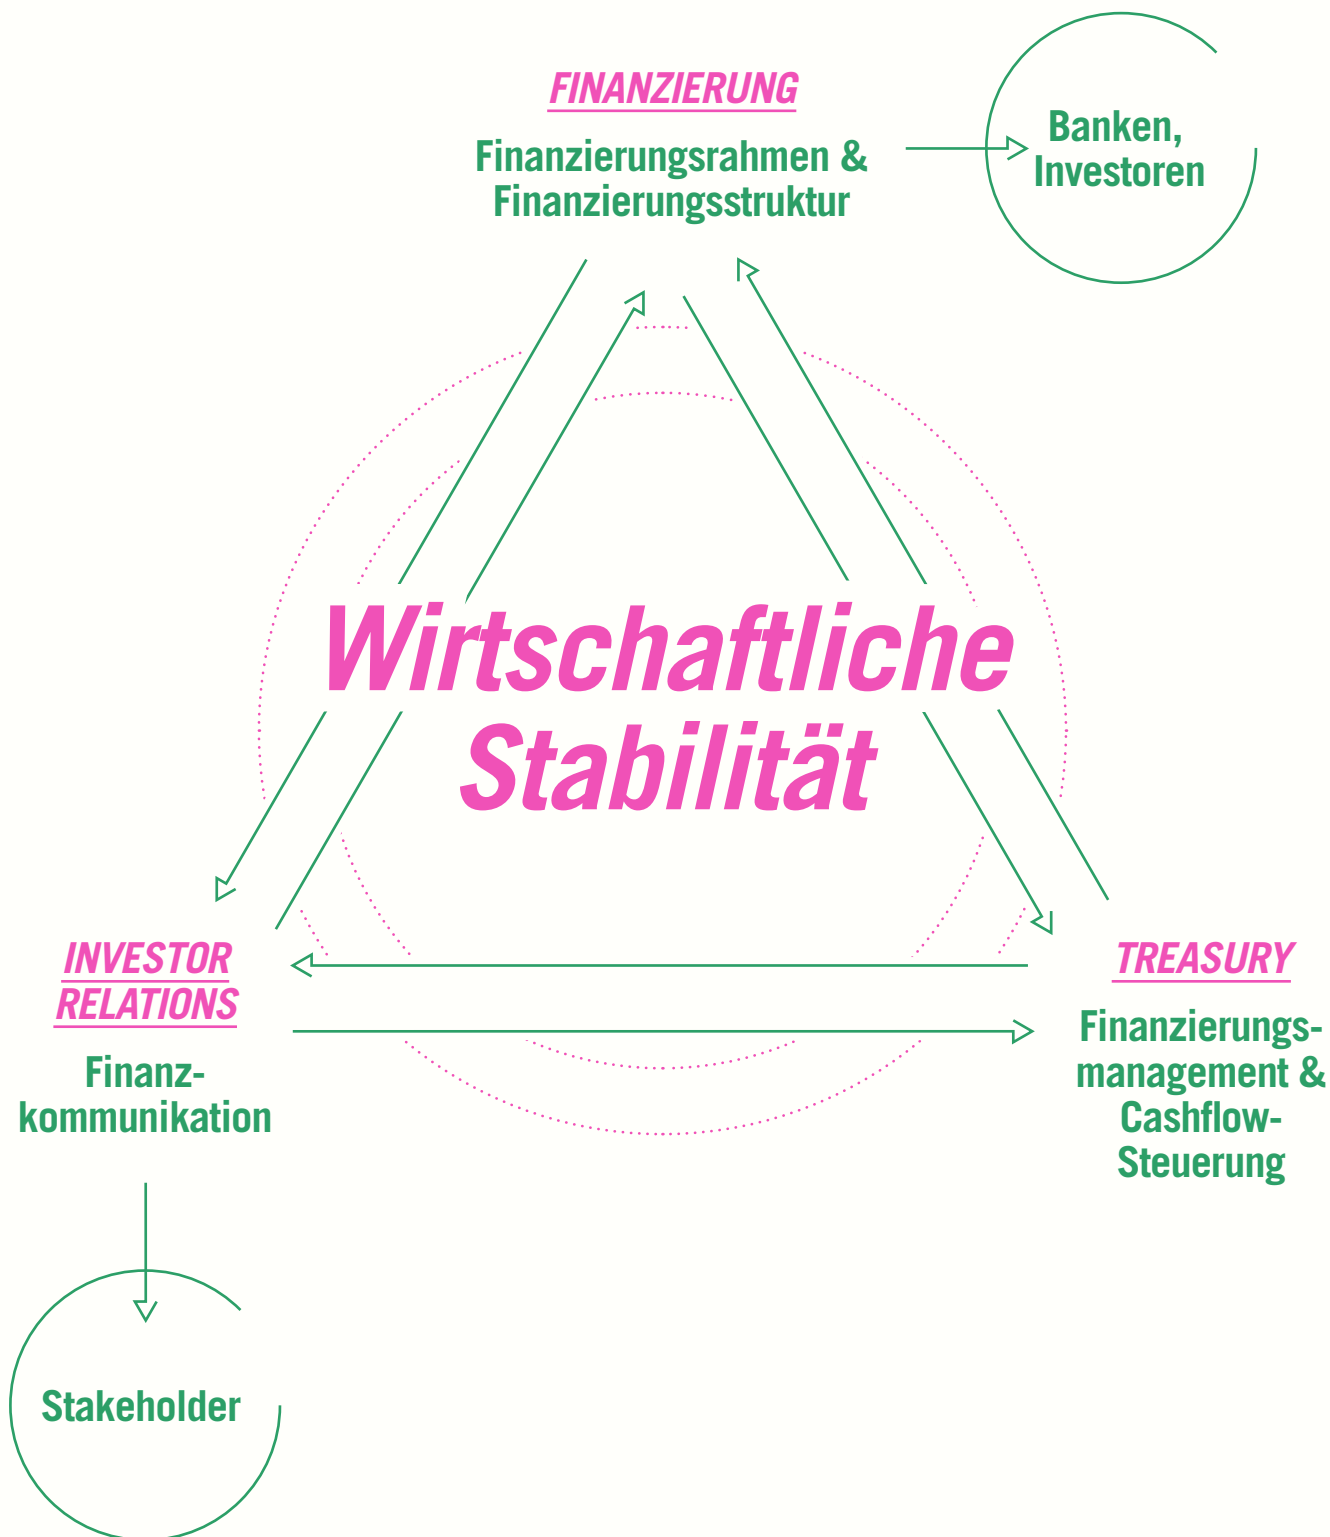 FINANZIERUNG
Finanzierungsrahmen &
Finanzierungsstruktur
Banken,
Investoren
Wirtschaftliche
Stabilität
INVESTOR
RELATIONS
Finanz-
kommunikation
TREASURY
Finanzierungs-
management &
Cashflow-
Steuerung
Stakeholder